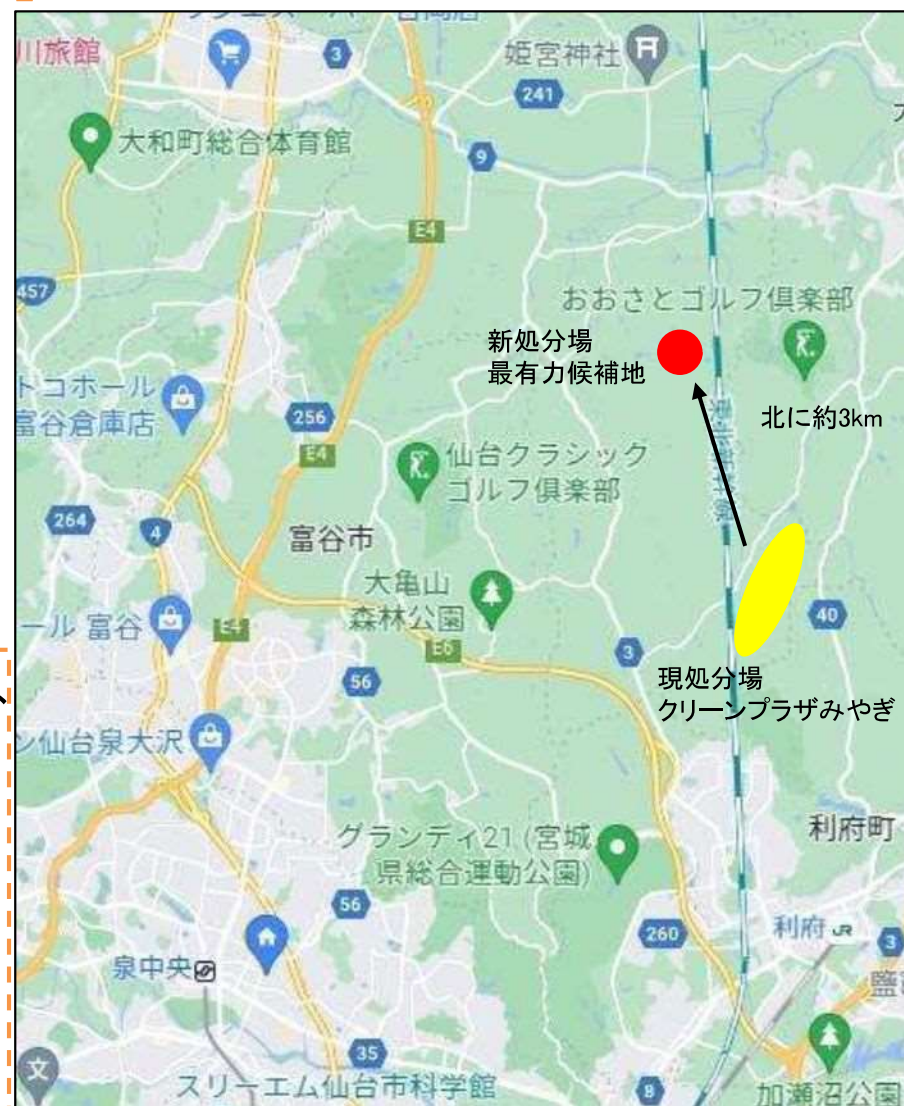 川旅館
3
姫宮神社
241
大和町総合体育館
9
E4
457
おおさとゴルフ倶楽部
新処分場
最有力候補地
トコホール
富谷倉庫店
256
北に約3km
E4
仙台クラシック
ゴルフ倶楽部
東北新幹線
264
4
富谷市
大亀山
森林公園
40
ール 富谷
E4
E6
3
56
現処分場
クリーンプラザみやぎ
ン仙台泉大沢
利府町
グランディ21 (宮城
県総合運動公園)
56
260
利府 JR
3
泉中央
35
文
スリーエム仙台市科学館
8
加瀬沼公園